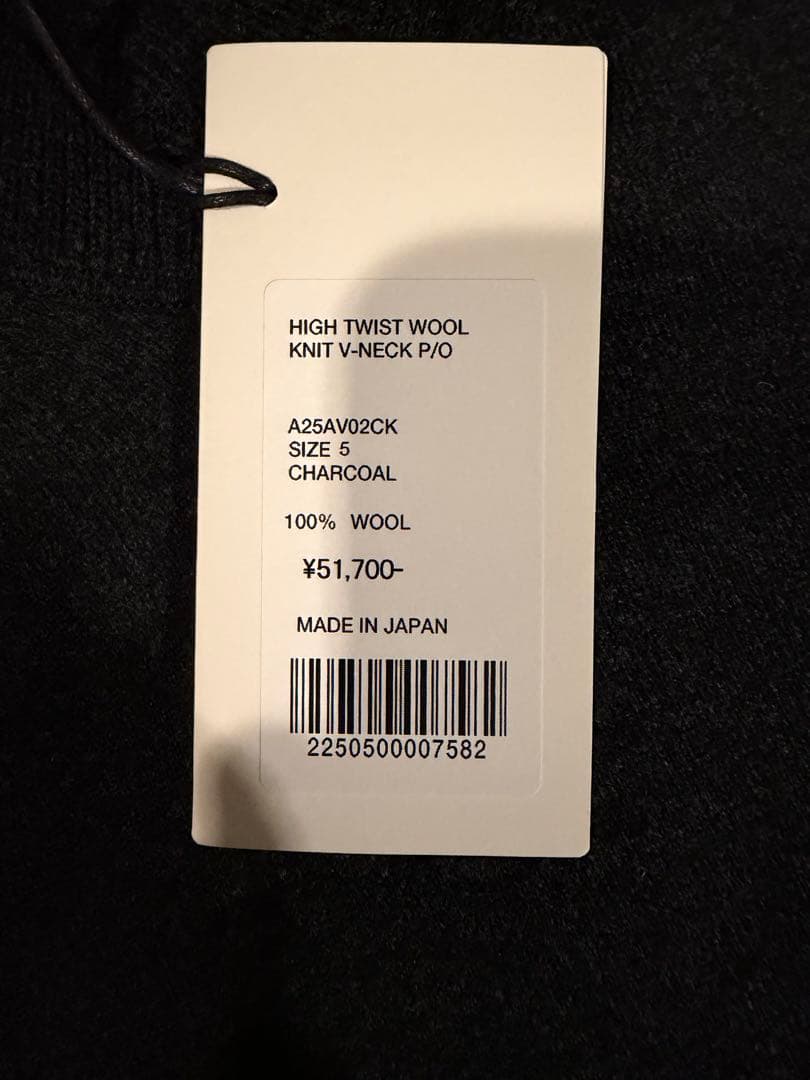 HIGH TWIST WOOL
KNIT V-NECK P/O
A25AV02CK
SIZE 5
CHARCOAL
100% WOOL
¥51,700-
MADE IN JAPAN
2250500007582